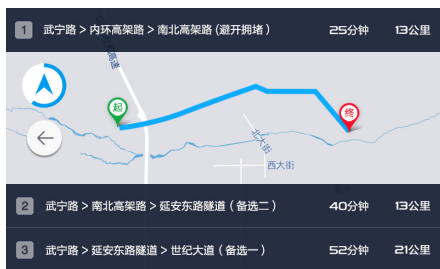 1 武宁路 > 内环高架路 > 南北高架路 (避开拥堵) 25分钟 13公里
高速
起
终
北大街
西大街
2 武宁路 > 南北高架路 > 延安东路隧道 (备选二) 40分钟 13公里
3 武宁路 > 延安东路隧道 > 世纪大道 (备选一) 52分钟 21公里